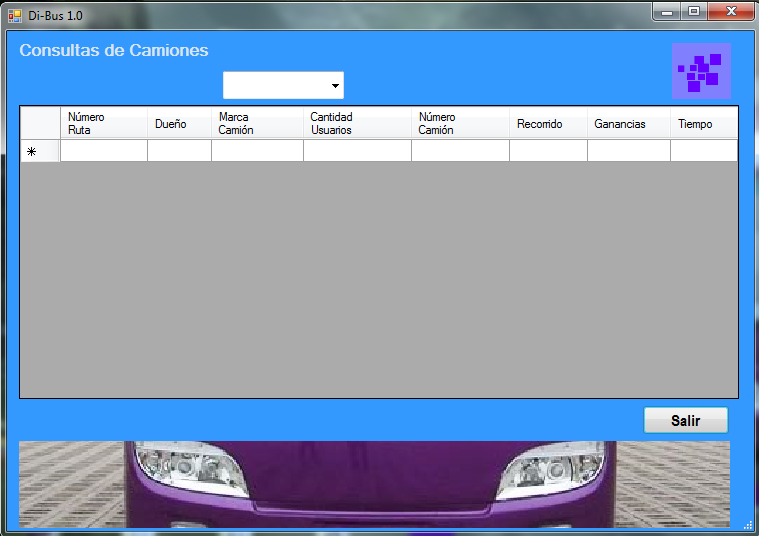 Di-Bus 1.0
Consultas de Camiones
Número Ruta
Dueño
Marca Camión
Cantidad Usuarios
Número Camión
Recorrido
Ganancias
Tiempo
Salir